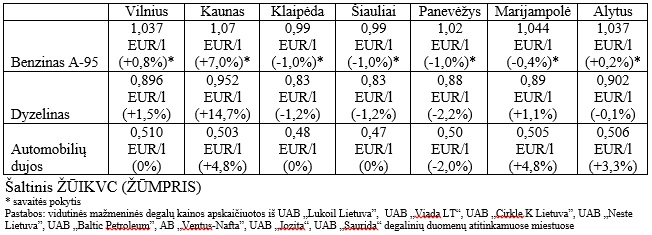 Vilnius Kaunas Klaipėda Šiauliai Panevėžys Marijampolė Alytus
1,037 1,07 0,99 0,99 1,02 1,044 1,037
EUR/l EUR/l EUR/l EUR/l EUR/l EUR/l EUR/l
Benzinas A-95 (+0,8%)* (+7,0%)* (-1,0%)* (-1,0%)* (-1,0%)* (-0,4%)* (+0,2%)*
0,896 0,952 0,83 0,83 0,88 0,89 0,902
EUR/l EUR/l EUR/l EUR/l EUR/l EUR/l EUR/l
Dyzelinas (+1,5%) (+14,7%) (-1,2%) (-1,2%) (-2,2%) (+1,1%) (-0,1%)
0,510 0,503 0,48 0,47 0,50 0,505 0,506
Automobilių EUR/l EUR/l EUR/l EUR/l EUR/l EUR/l EUR/l
dujos (0%) (+4,8%) (0%) (0%) (-2,0%) (+4,8%) (+3,3%)
Šaltinis ŽŪIKVC (ŽŪMPRIS)
* savaitės pokytis
Pastabos: vidutinės mažmeninės degalų kainos apskaičiuotos iš UAB „Lukoil Lietuva”, UAB „Viada LT“, UAB „Cirkle K Lietuva”, UAB „Neste
Lietuva”, UAB „Baltic Petroleum”, AB „Ventus-Nafta”, UAB „Jozita”, UAB „Saurida” degalinių duomenų atitinkamuose miestuose